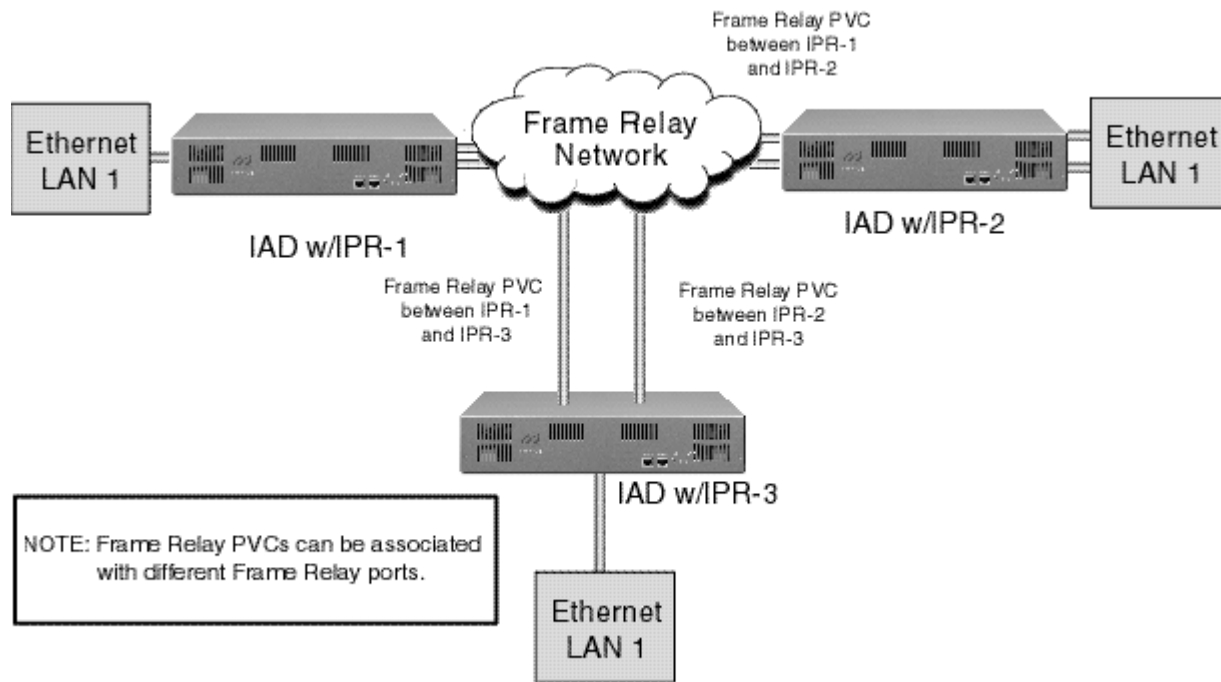 Frame Relay PVC
between IPR-1
and IPR-2
Ethernet
LAN 1
Frame Relay
Network
Ethernet
LAN 1
IAD w/IPR-1
IAD w/IPR-2
Frame Relay PVC
between IPR-1
and IPR-3
Frame Relay PVC
between IPR-2
and IPR-3
IAD w/IPR-3
NOTE: Frame Relay PVCs can be associated
with different Frame Relay ports.
Ethernet
LAN 1